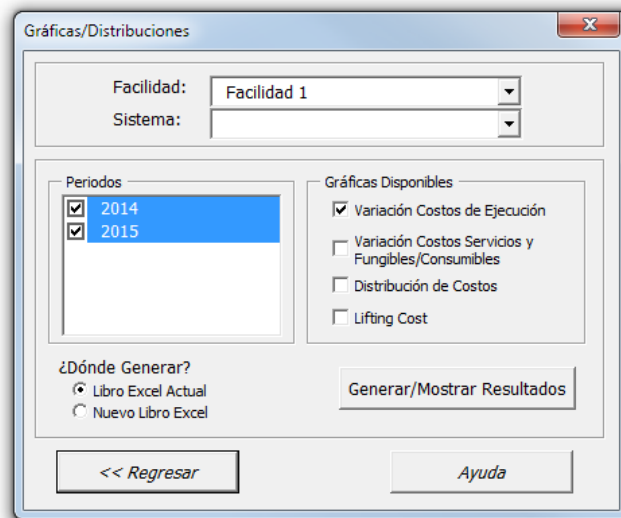 Gráficas/Distribuciones
Facilidad:
Facilidad 1
Sistema:
Periodos
2014
2015
Gráficas Disponibles
Variación Costos de Ejecución
Variación Costos Servicios y
Fungibles/Consumibles
Distribución de Costos
Lifting Cost
¿Dónde Generar?
Libro Excel Actual
Nuevo Libro Excel
Generar/Mostrar Resultados
<< Regresar
Ayuda